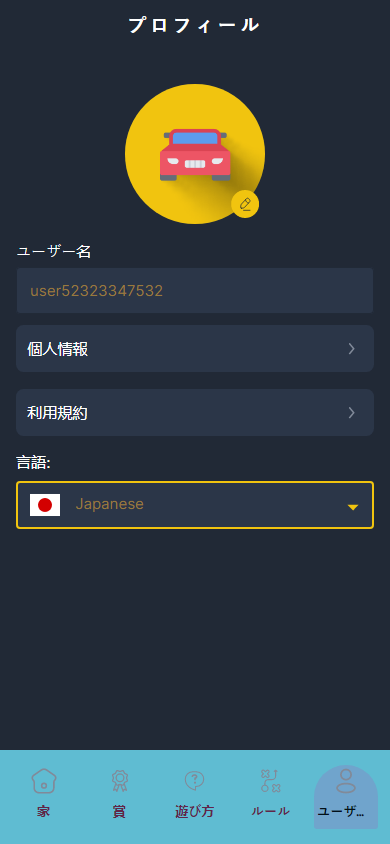 プロフィール
ユーザー名
user52323347532
個人情報
利用規約
言語:
Japanese
家
賞
遊び方
ルール
ユーザ...